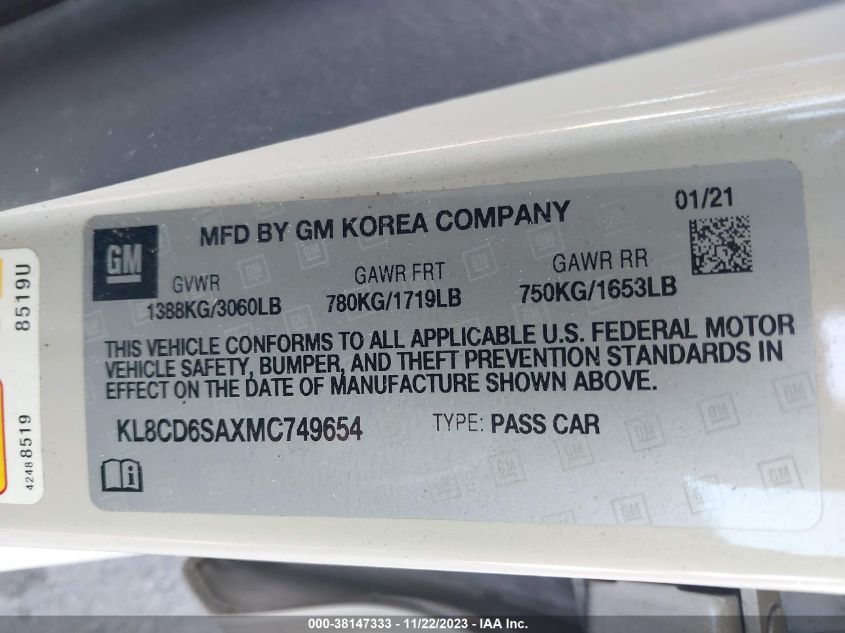 MFD BY GM KOREA COMPANY
01/21
GM
GVWR
GAWR FRT
GAWR RR
1388KG/3060LB
780KG/1719LB
750KG/1653LB
THIS VEHICLE CONFORMS TO ALL APPLICABLE U.S. FEDERAL MOTOR
VEHICLE SAFETY, BUMPER, AND THEFT PREVENTION STANDARDS IN
EFFECT ON THE DATE OF MANUFACTURE SHOWN ABOVE.
KL8CD6SAXMC749654
TYPE: PASS CAR
8519U
42488519
000-38147333 - 11/22/2023 - IAA Inc.